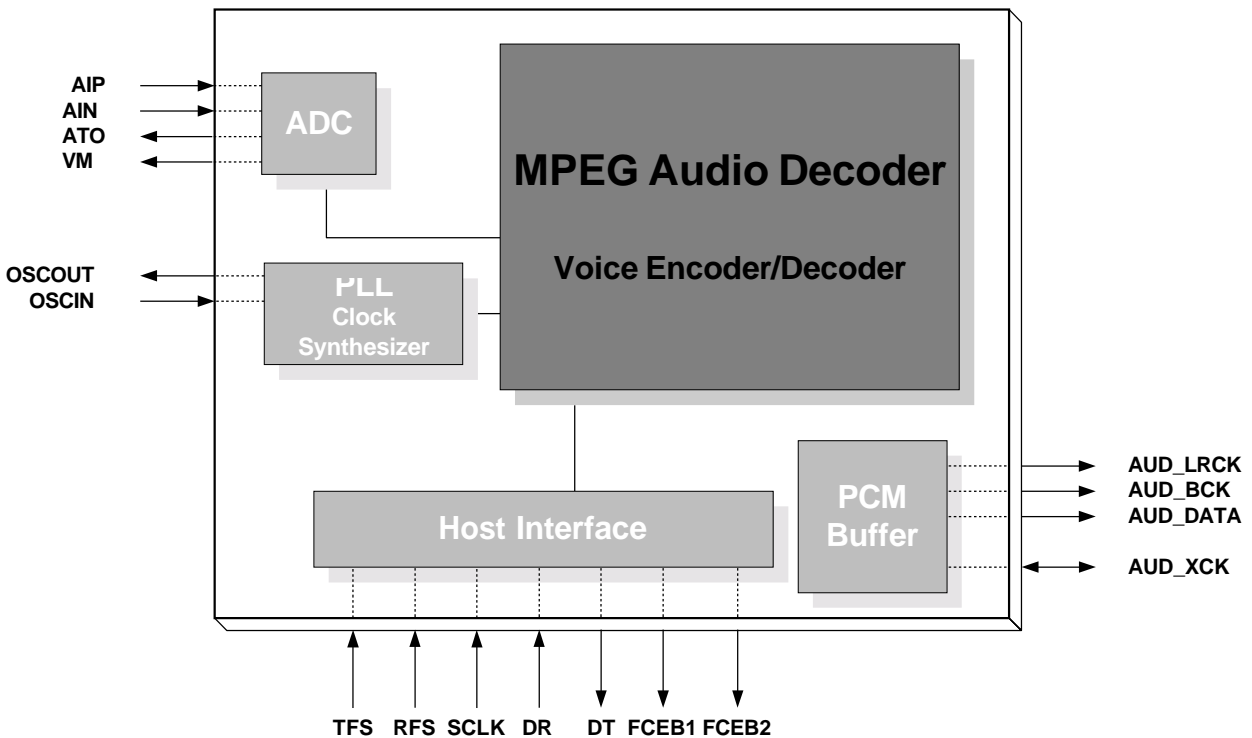 AIP
AIN
ATO
VM
ADC
MPEG Audio Decoder
Voice Encoder/Decoder
OSCOUT
OSCIN
PLL
Clock
Synthesizer
Host Interface
PCM
Buffer
AUD_LRCK
AUD_BCK
AUD_DATA
AUD_XCK
TFS RFS SCLK DR DT FCEB1 FCEB2